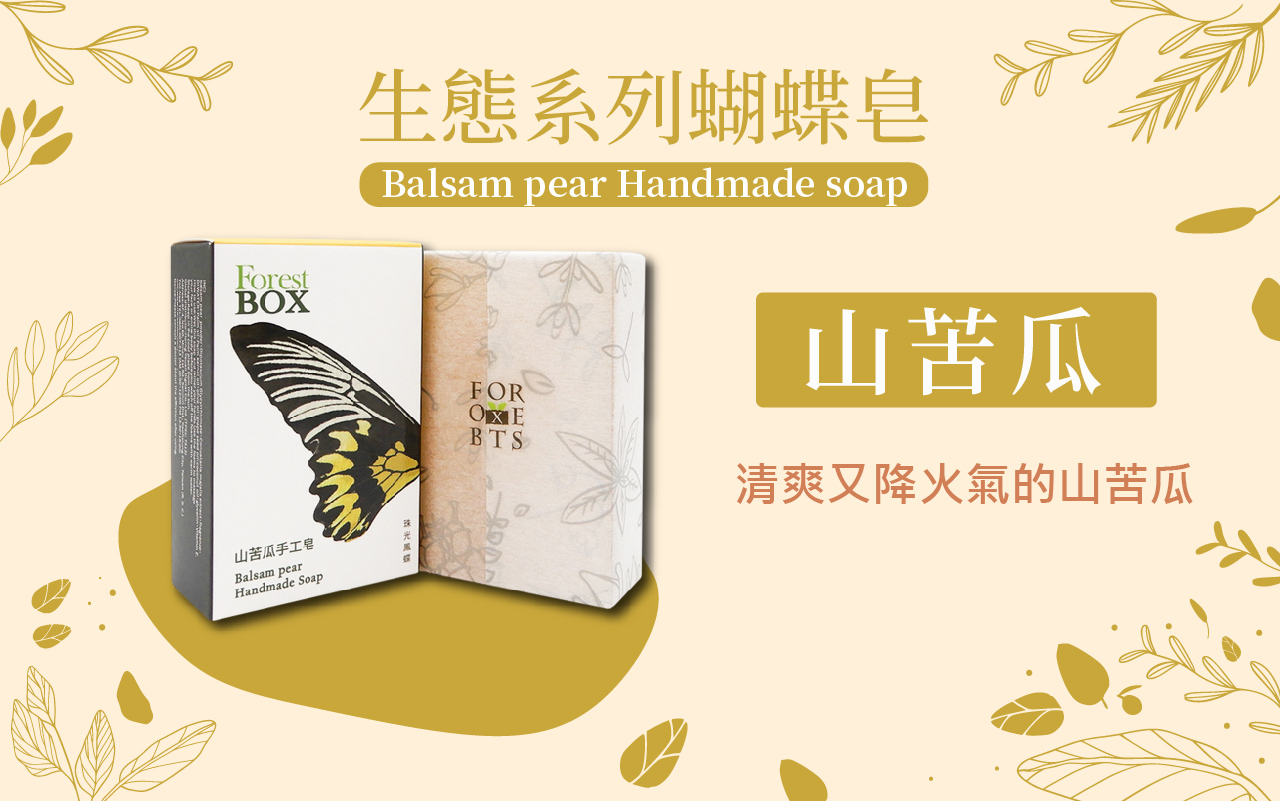 生態系列蝴蝶皂
Balsam pear Handmade soap
Forest
BOX
山苦瓜手工皂
Balsam pear
Handmade Soap
珠光鳳蝶
FOR
OXE
BTS
山苦瓜
清爽又降火氣的山苦瓜